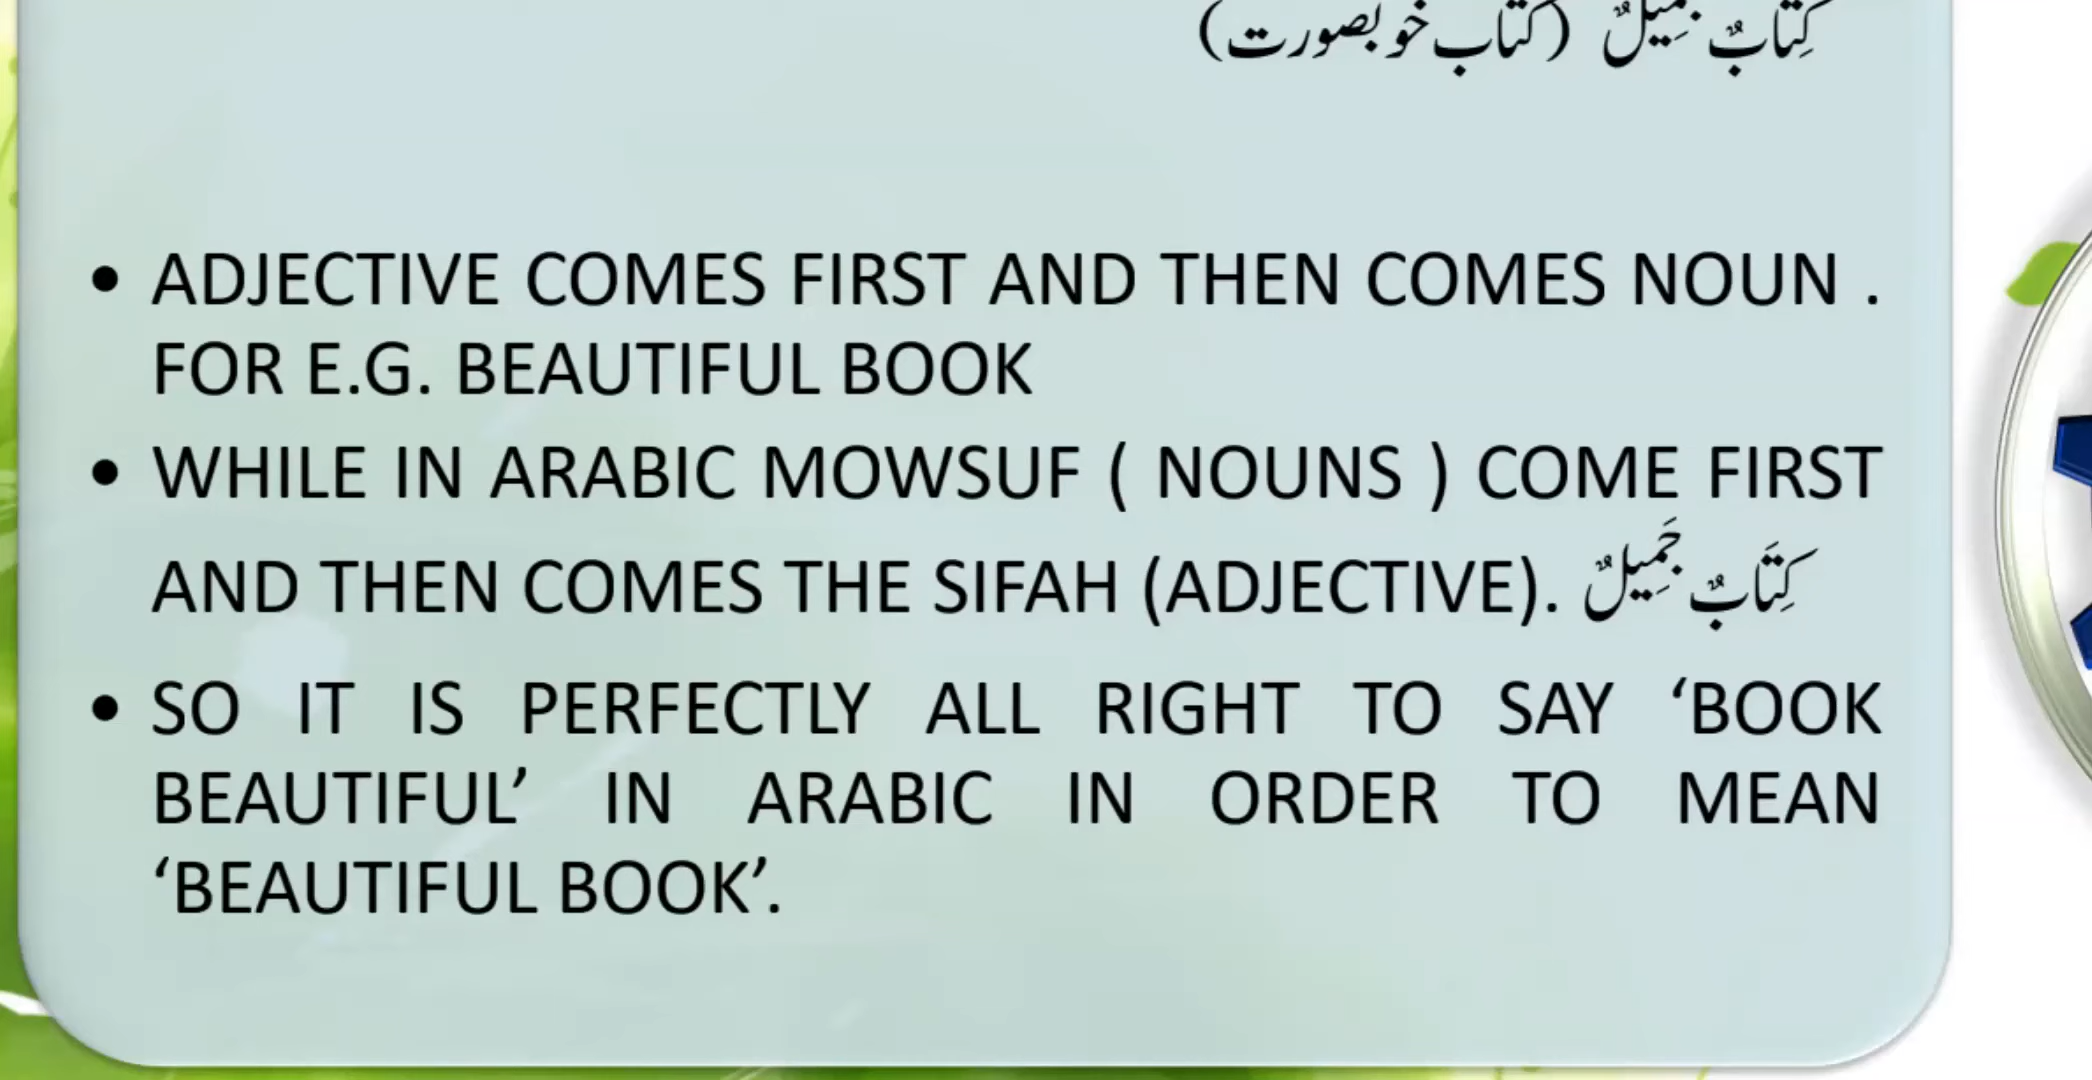 كِتَابٌ جَمِيلٌ (کتاب خوبصورت)
• ADJECTIVE COMES FIRST AND THEN COMES NOUN .
FOR E.G. BEAUTIFUL BOOK
• WHILE IN ARABIC MOWSUF ( NOUNS ) COME FIRST
AND THEN COMES THE SIFAH (ADJECTIVE). كِتَابٌ جَمِيلٌ
• SO IT IS PERFECTLY ALL RIGHT TO SAY ‘BOOK
BEAUTIFUL’ IN ARABIC IN ORDER TO MEAN
‘BEAUTIFUL BOOK’.